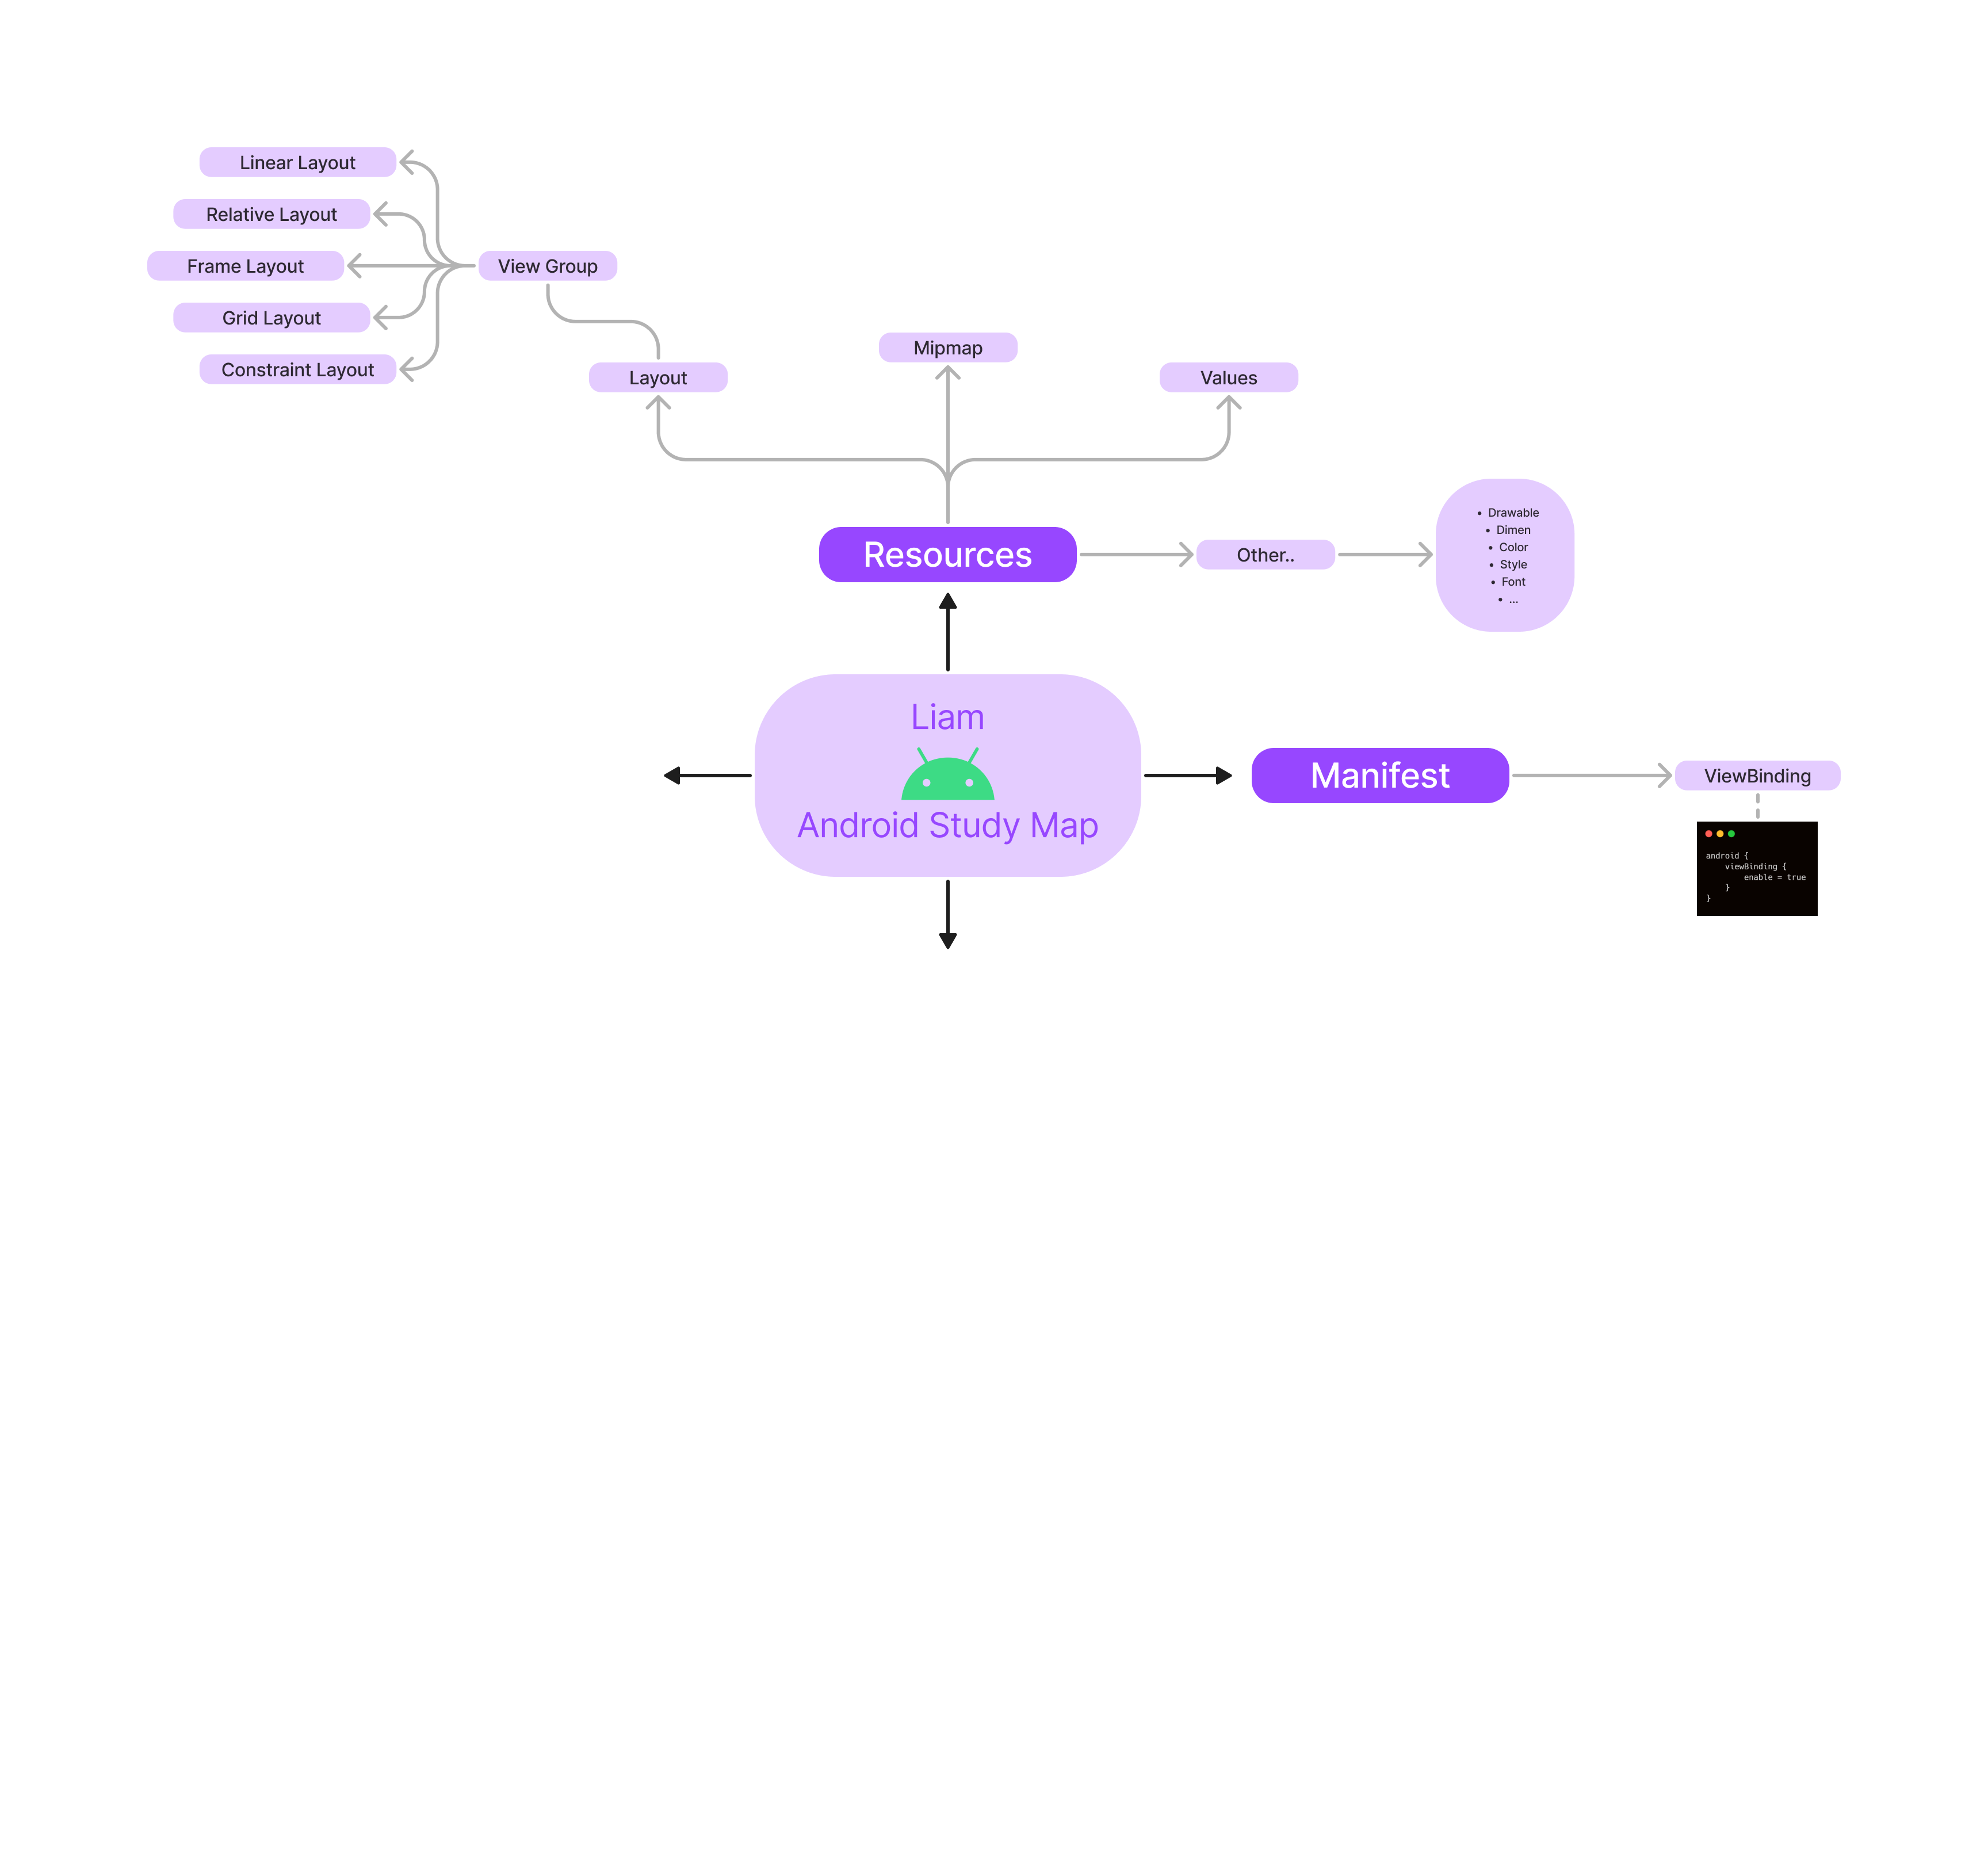 Linear Layout
Relative Layout
Frame Layout
View Group
Grid Layout
Constraint Layout
Layout
Mipmap
Values
Resources
Other..
• Drawable
• Dimen
• Color
• Style
• Font
• ...
Liam
Android Study Map
Manifest
ViewBinding
android {
    viewBinding {
        enable = true
    }
}